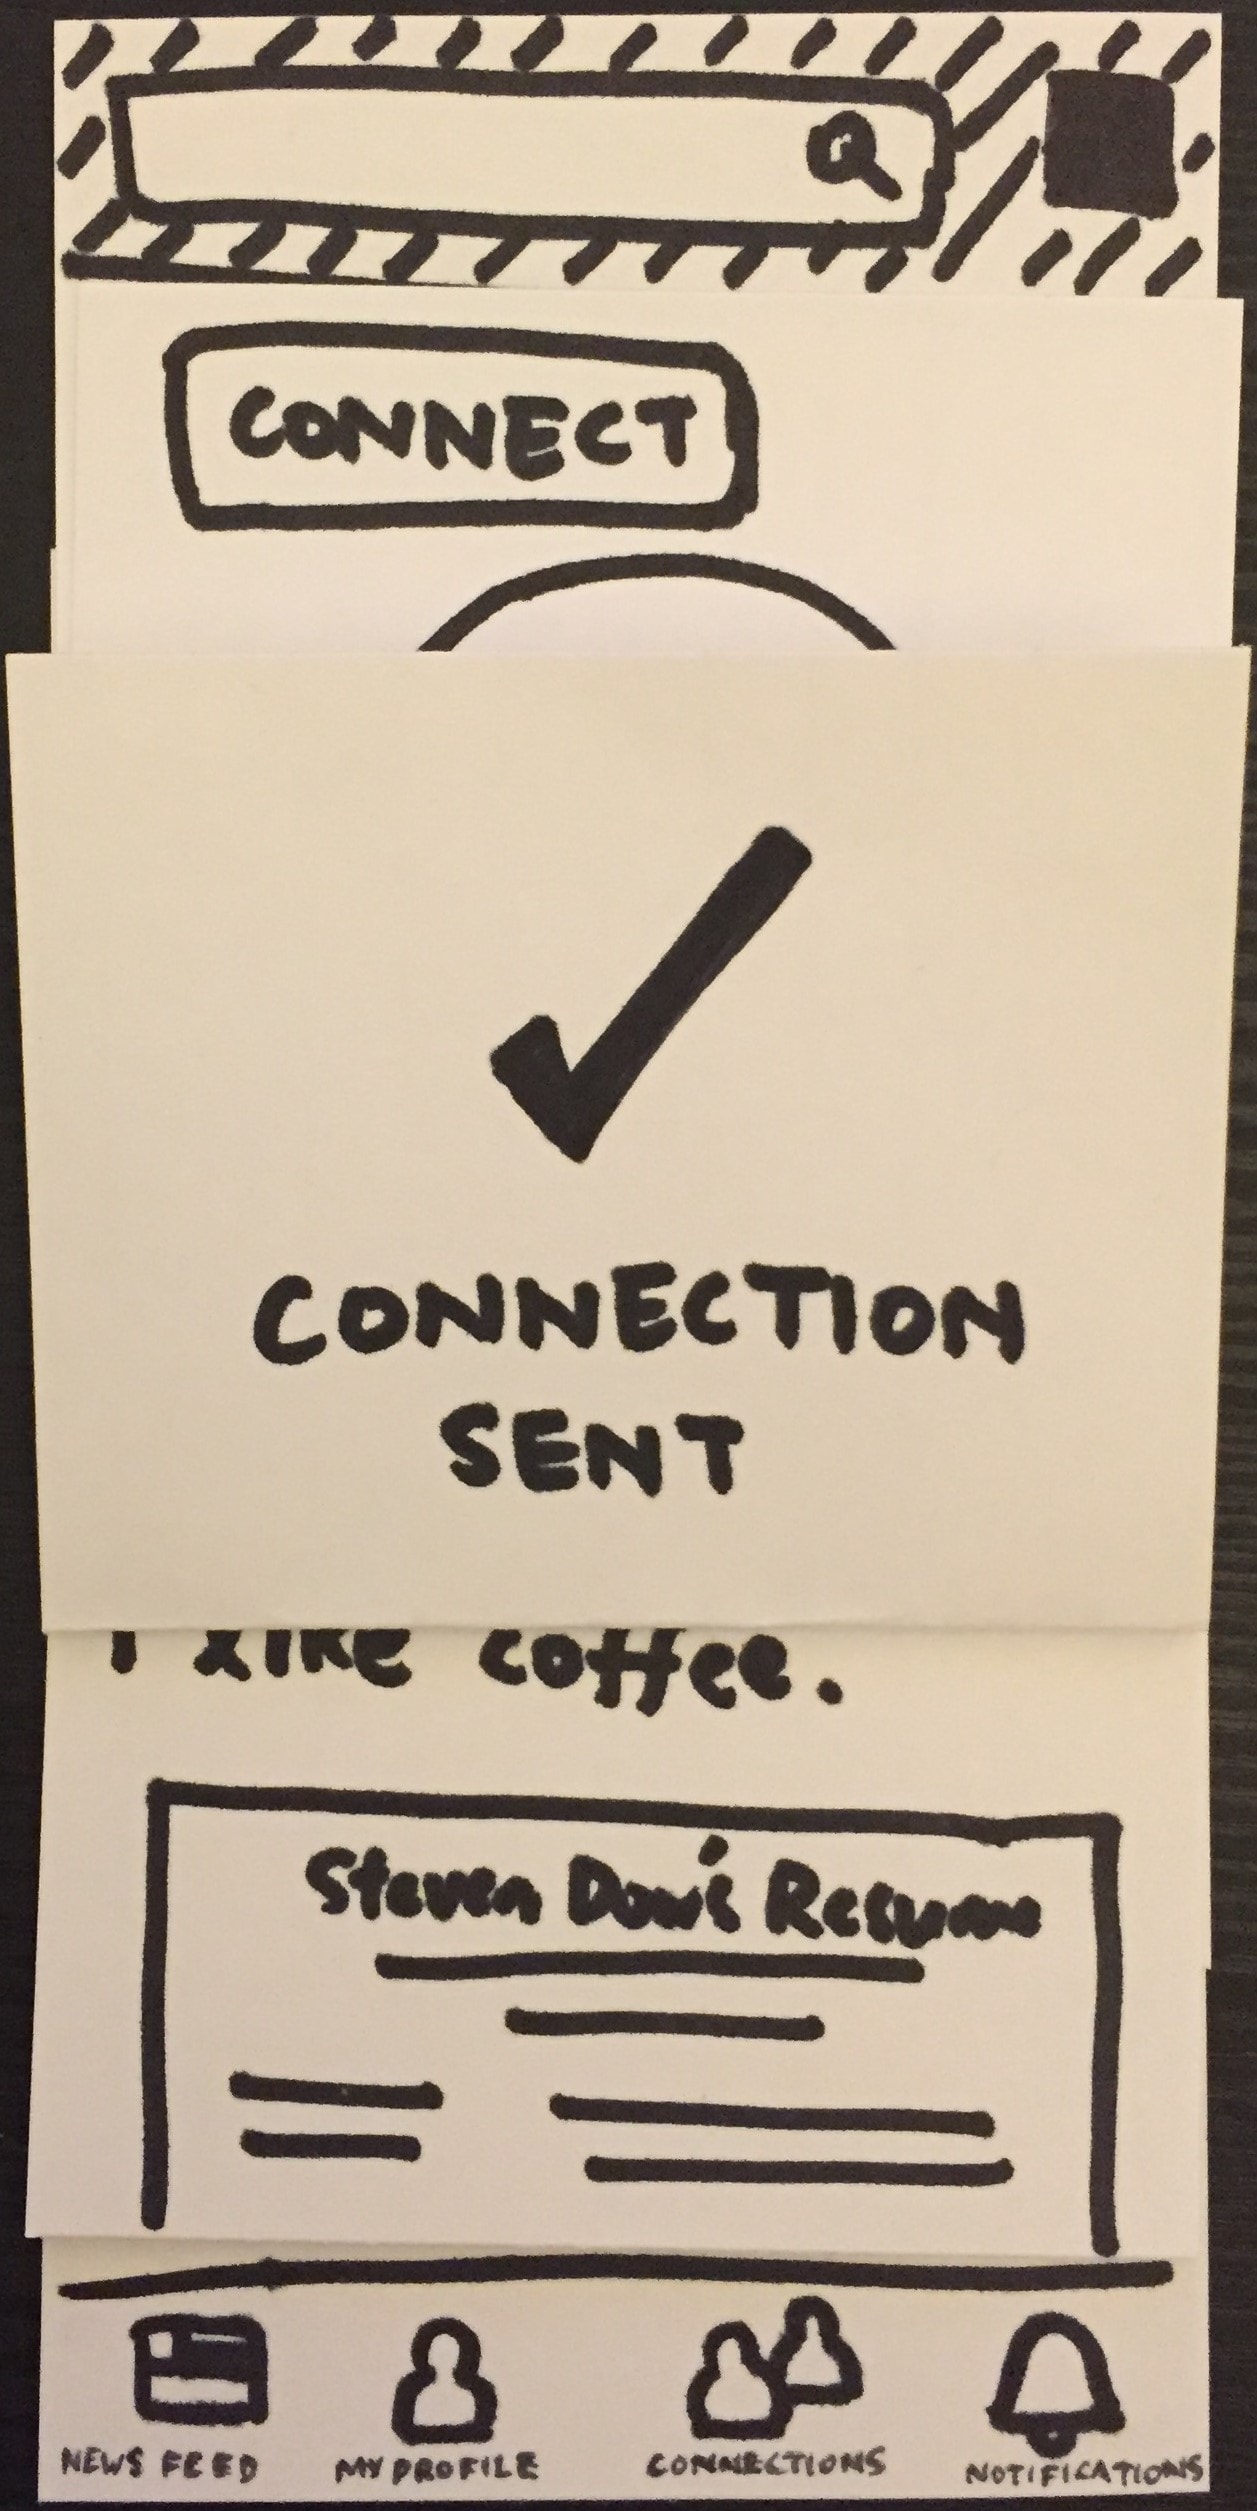 CONNECT
CONNECTION
SENT
I like coffee.
Steven Dow's Resume
NEWS FEED
MY PROFILE
CONNECTIONS
NOTIFICATIONS